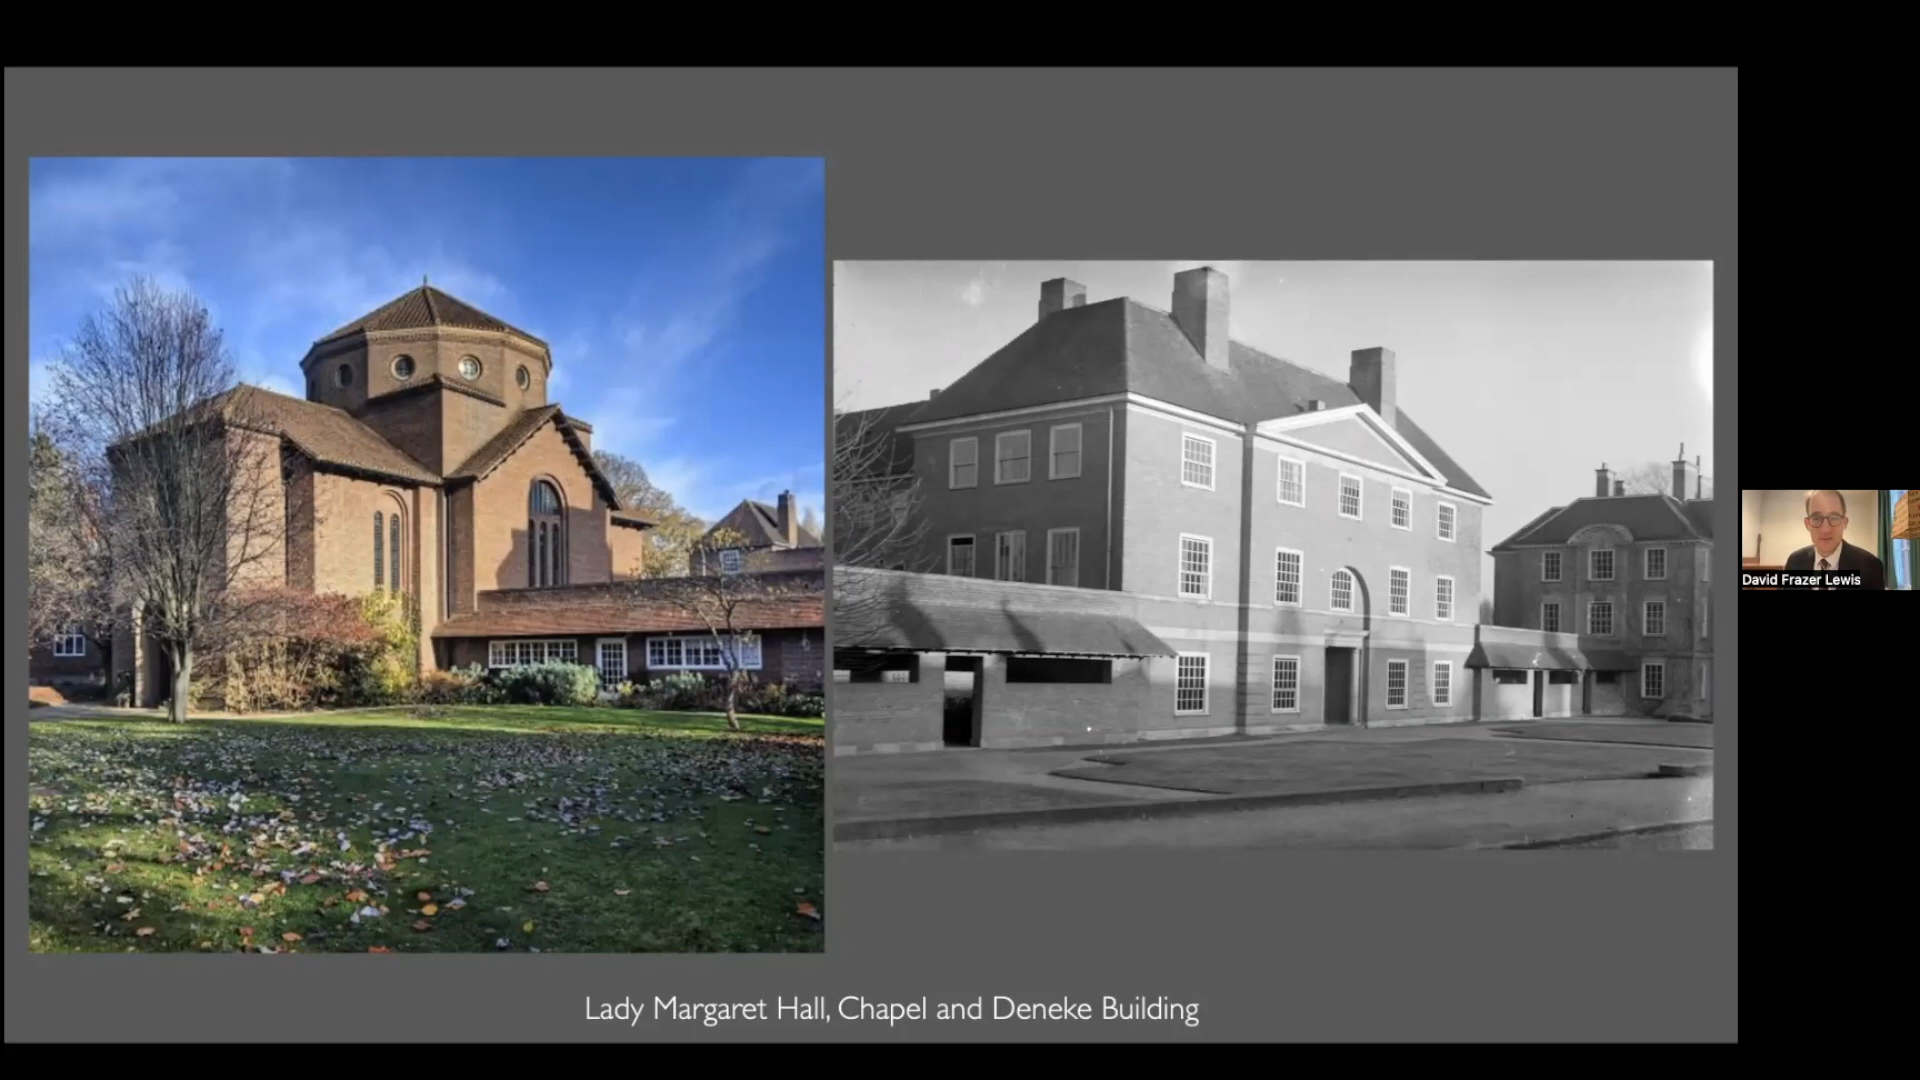 Lady Margaret Hall, Chapel and Deneke Building
David Frazer Lewis